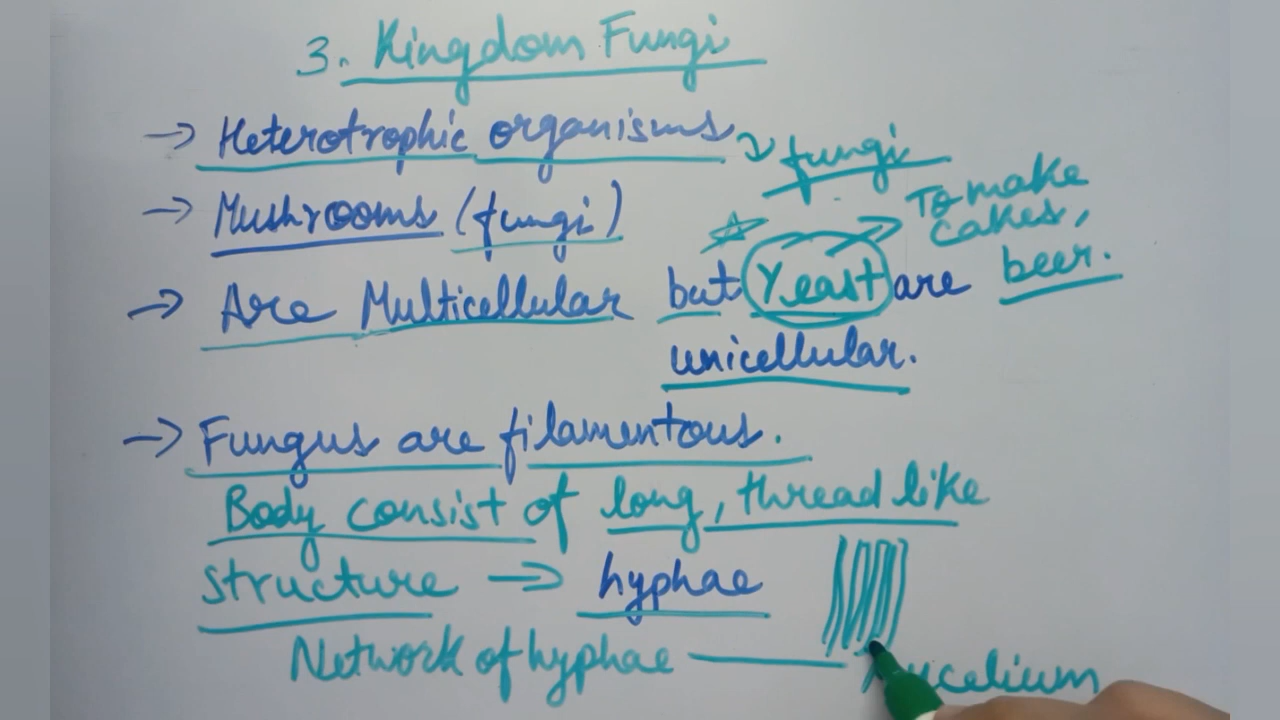 3. Kingdom Fungi
→ Heterotrophic organisms
fungi
→ Mushrooms (fungi)
To make
cakes,
beer.
→ Are Multicellular but Yeast are
unicellular.
→ Fungus are filamentous.
Body consist of long, thread like
structure → hyphae
Network of hyphae —